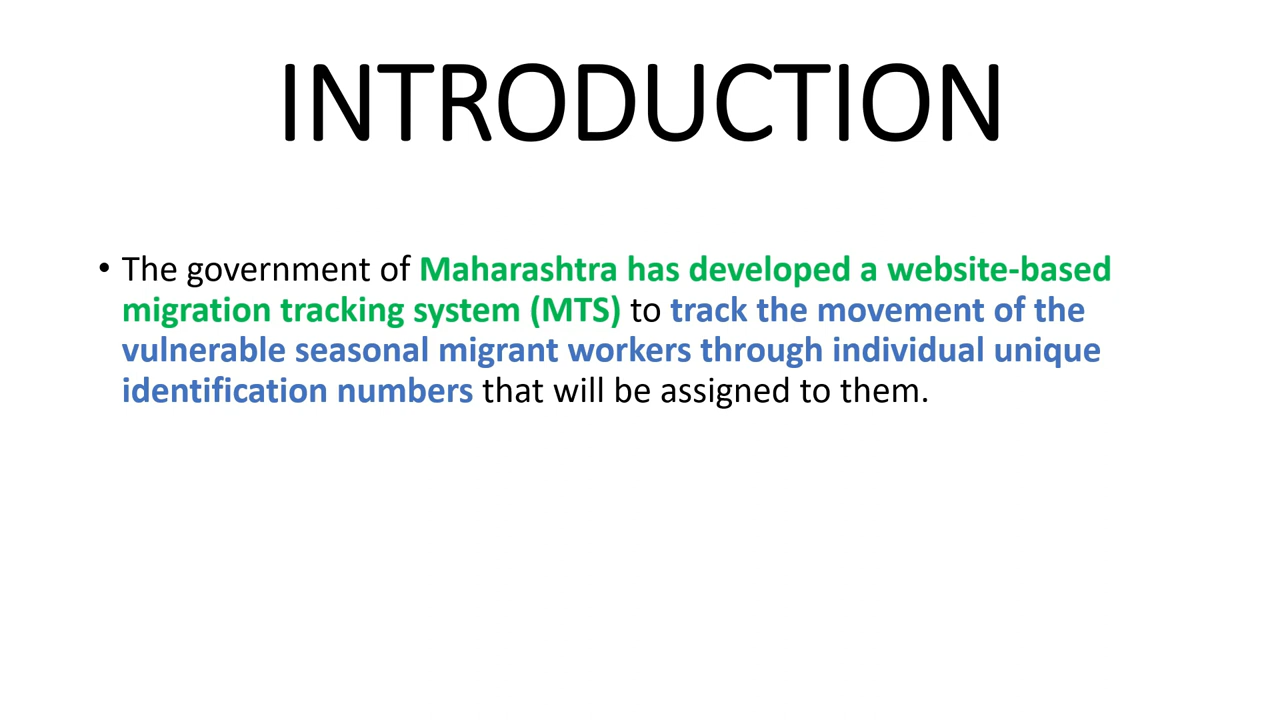 INTRODUCTION
• The government of Maharashtra has developed a website-based
migration tracking system (MTS) to track the movement of the
vulnerable seasonal migrant workers through individual unique
identification numbers that will be assigned to them.